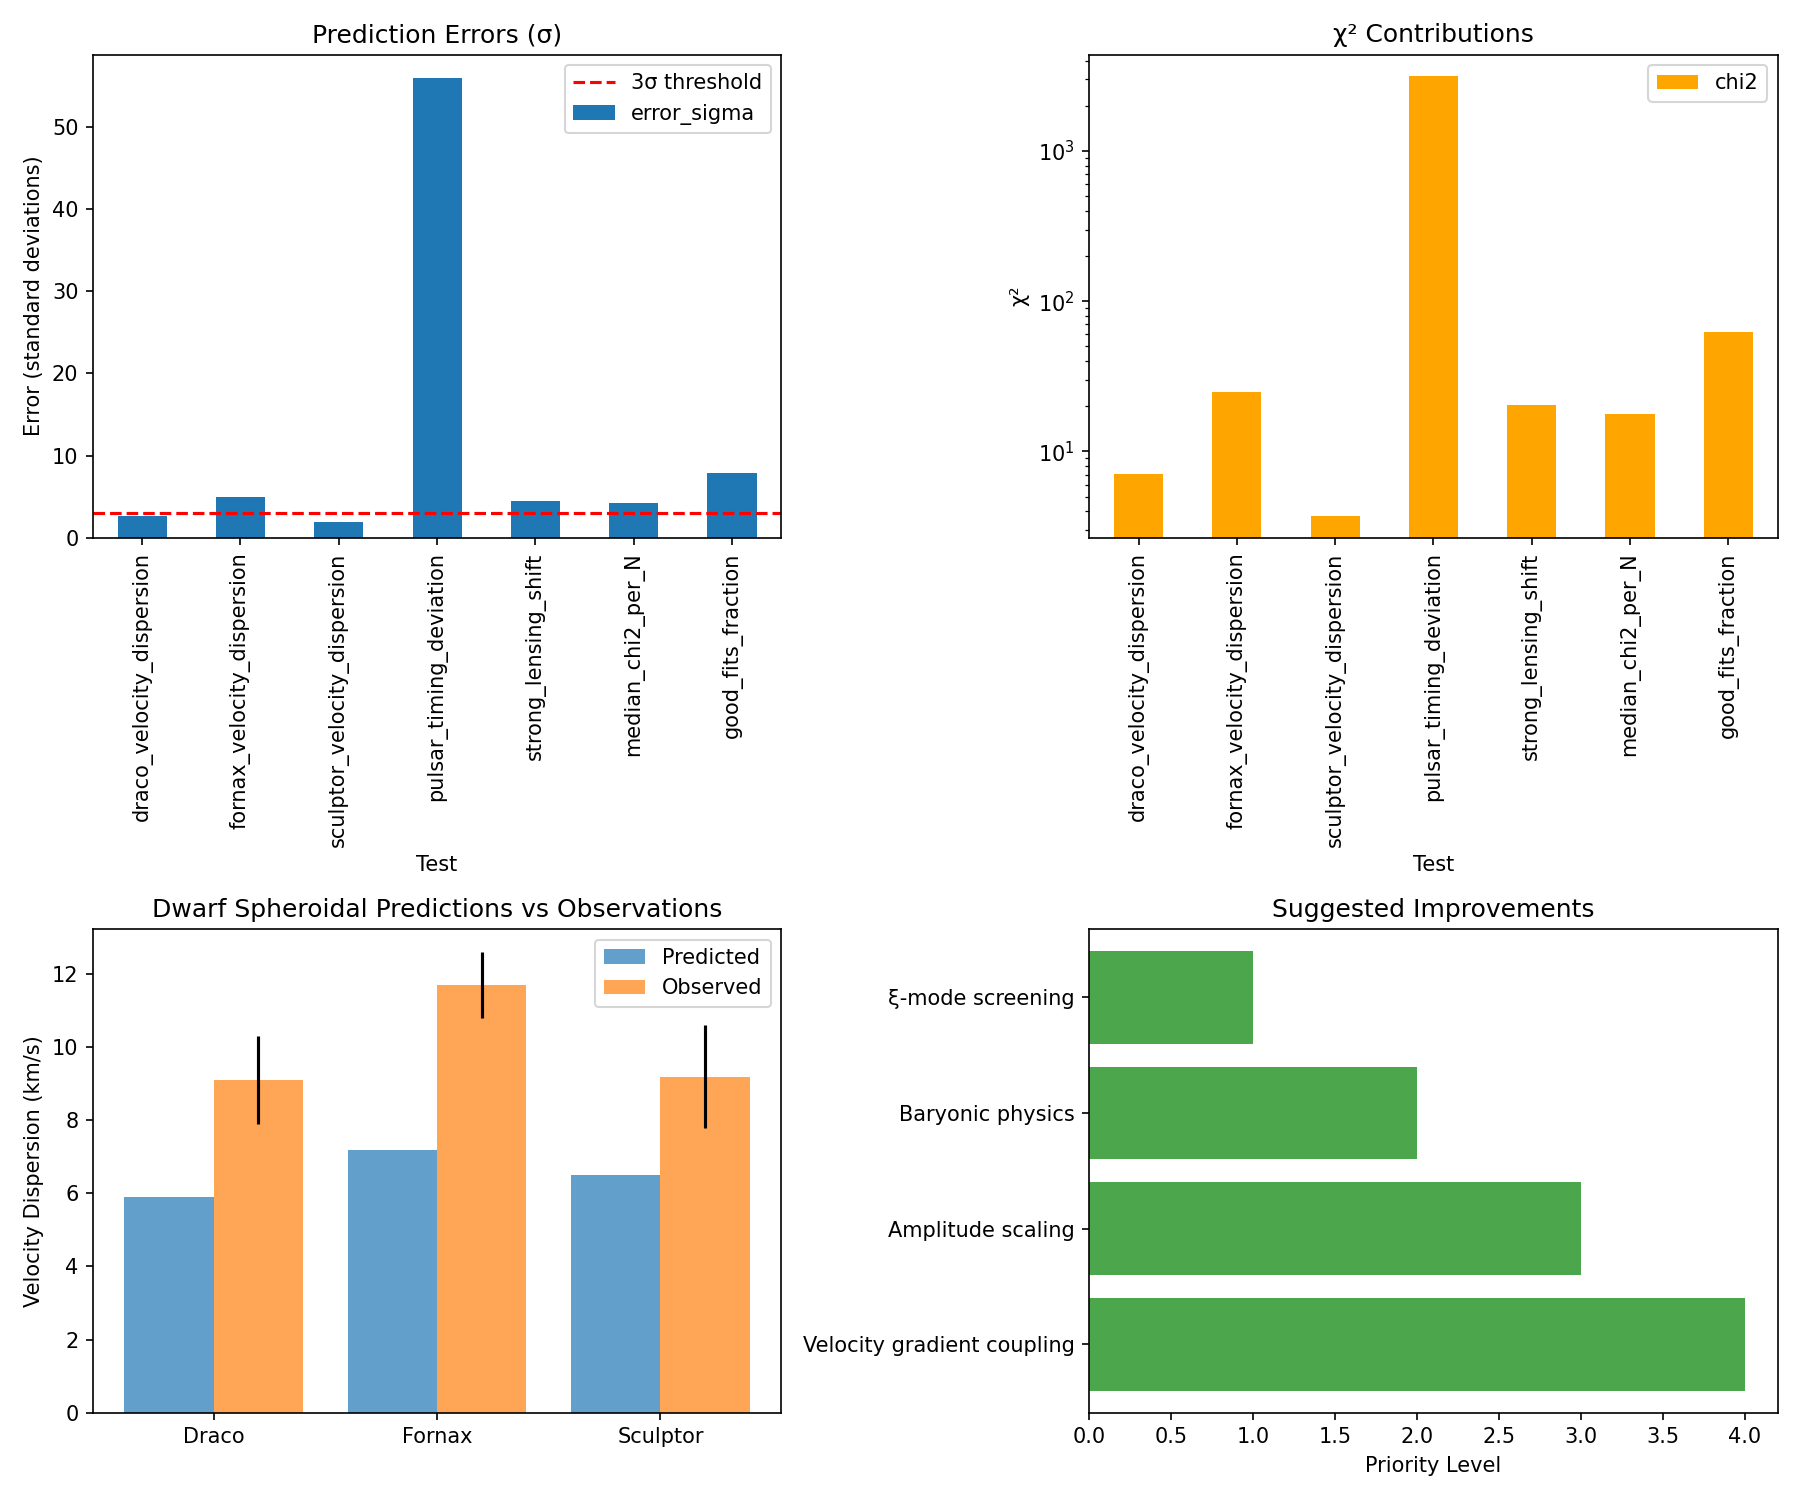 Prediction Errors (σ)
3σ threshold
error_sigma
Error (standard deviations)
50
40
30
20
10
0
draco_velocity_dispersion
fornax_velocity_dispersion
sculptor_velocity_dispersion
pulsar_timing_deviation
strong_lensing_shift
median_chi2_per_N
good_fits_fraction
Test
χ² Contributions
chi2
χ²
10³
10²
10¹
draco_velocity_dispersion
fornax_velocity_dispersion
sculptor_velocity_dispersion
pulsar_timing_deviation
strong_lensing_shift
median_chi2_per_N
good_fits_fraction
Test
Dwarf Spheroidal Predictions vs Observations
Predicted
Observed
Velocity Dispersion (km/s)
12
10
8
6
4
2
0
Draco
Fornax
Sculptor
Suggested Improvements
ξ-mode screening
Baryonic physics
Amplitude scaling
Velocity gradient coupling
0.0
0.5
1.0
1.5
2.0
2.5
3.0
3.5
4.0
Priority Level